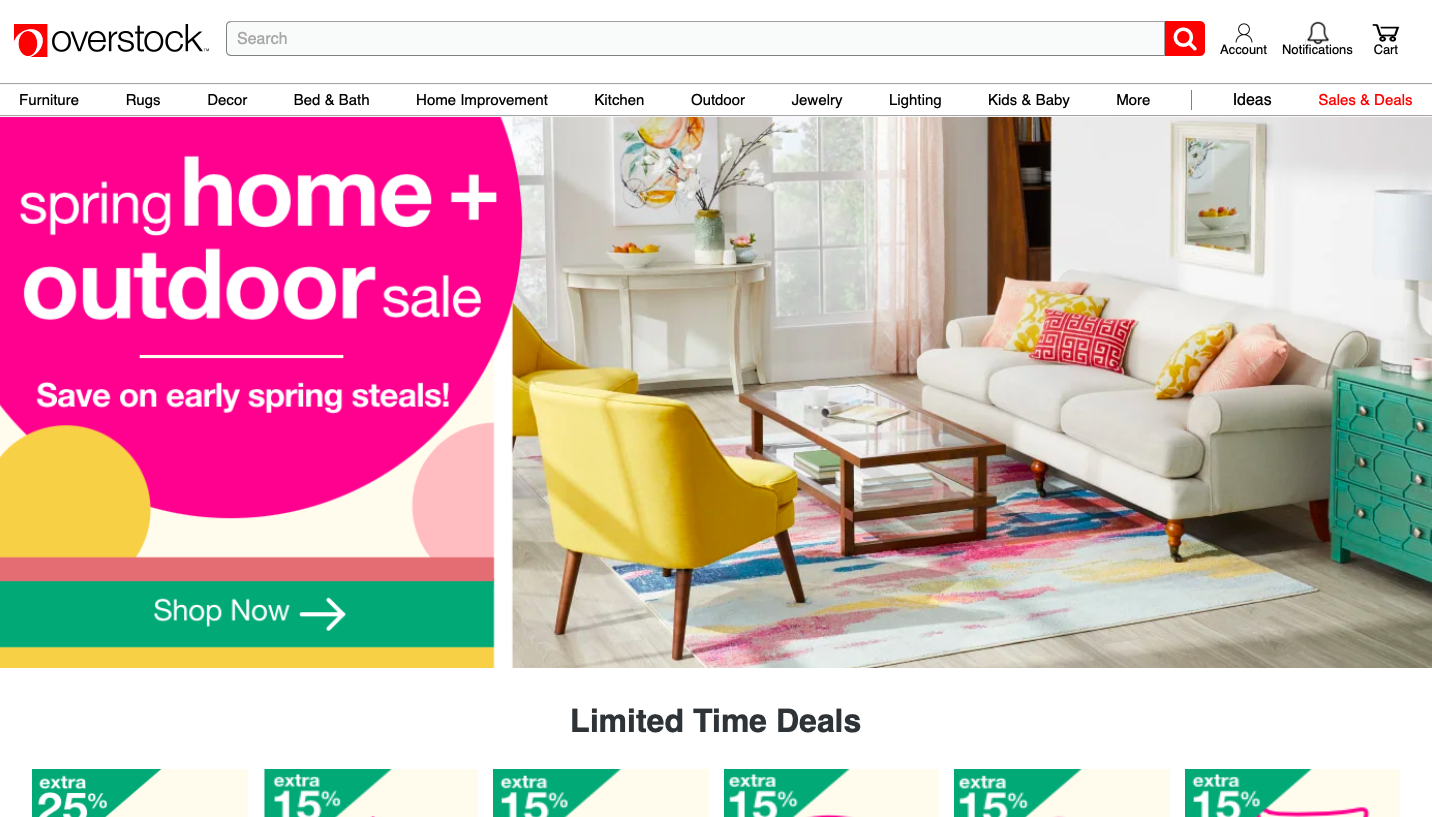 overstock™
Search
Account
Notifications
Cart
Furniture
Rugs
Decor
Bed & Bath
Home Improvement
Kitchen
Outdoor
Jewelry
Lighting
Kids & Baby
More
Ideas
Sales & Deals
spring home +
outdoor sale
Save on early spring steals!
Shop Now
Limited Time Deals
extra
25%
extra
15%
extra
15%
extra
15%
extra
15%
extra
15%